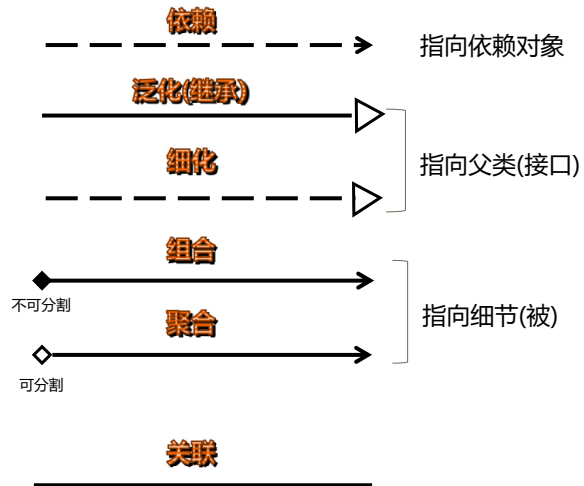 依赖
指向依赖对象
泛化(继承)
细化
指向父类(接口)
组合
不可分割
指向细节(被)
聚合
可分割
关联